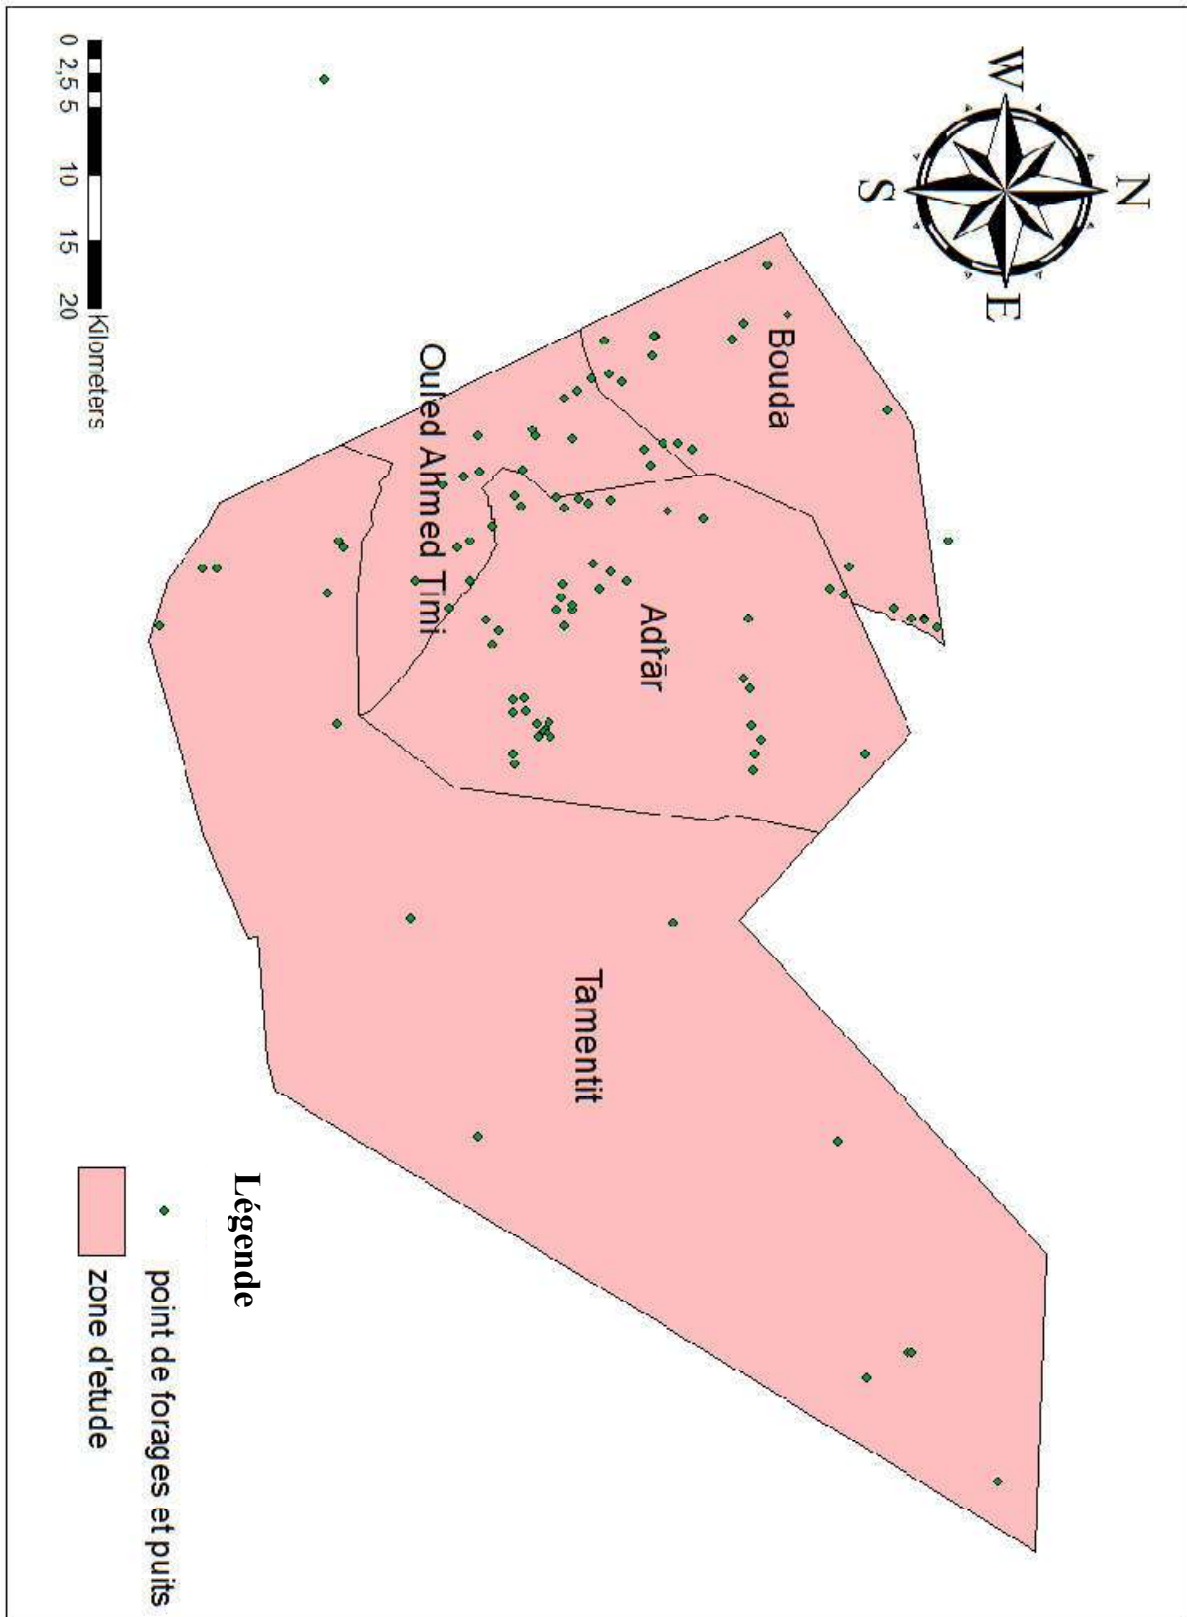 N
W
E
S
Bouda
Adrar
Ouled Ahmed Timi
Tamentit
Légende
point de forages et puits
zone d'etude
0 2,5 5 10 15 20
Kilometers